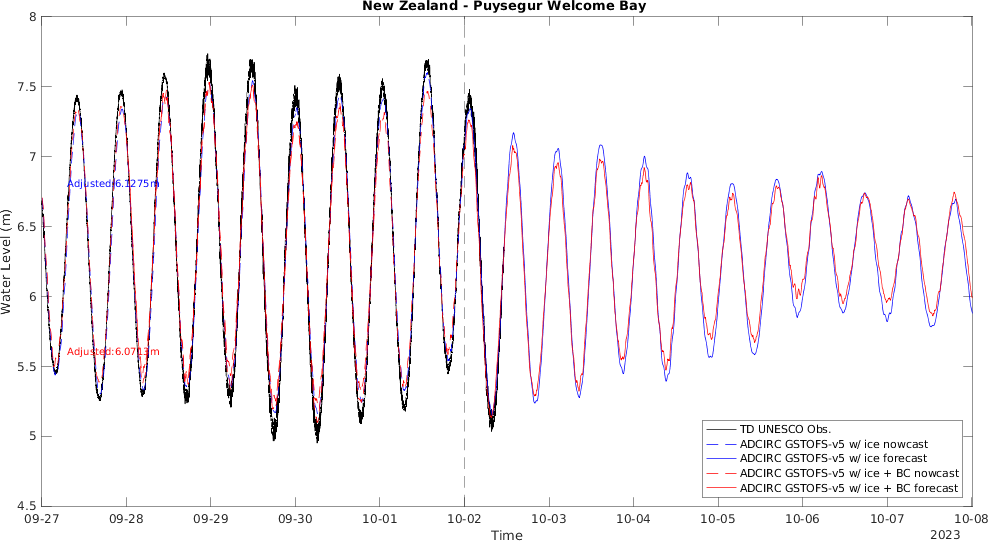 New Zealand - Puysegur Welcome Bay
8
7.5
7
6.5
6
5.5
5
4.5
Water Level (m)
Adjusted:6.1275m
Adjusted:6.0713m
TD UNESCO Obs.
ADCIRC GSTOFS-v5 w/ ice nowcast
ADCIRC GSTOFS-v5 w/ ice forecast
ADCIRC GSTOFS-v5 w/ ice + BC nowcast
ADCIRC GSTOFS-v5 w/ ice + BC forecast
09-27 09-28 09-29 09-30 10-01 10-02 10-03 10-04 10-05 10-06 10-07 10-08
Time
2023